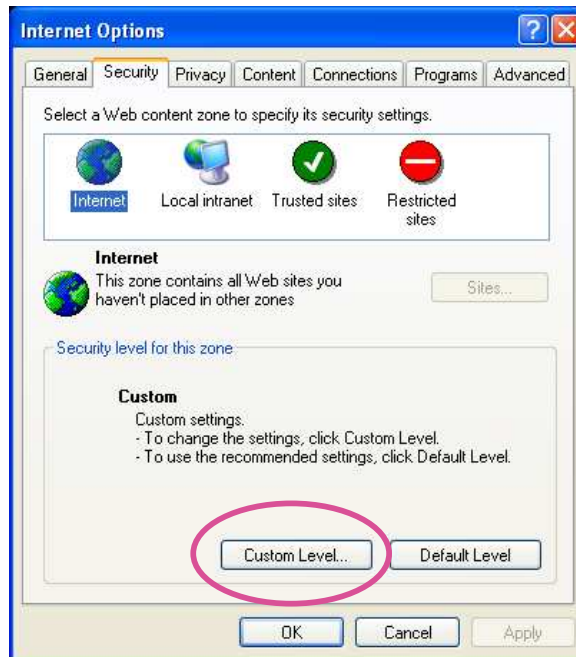 Internet Options
General Security Privacy Content Connections Programs Advanced
Select a Web content zone to specify its security settings.
Internet Local intranet Trusted sites Restricted
sites
Internet
This zone contains all Web sites you
haven't placed in other zones
Sites...
Security level for this zone
Custom
Custom settings.
- To change the settings, click Custom Level.
- To use the recommended settings, click Default Level.
Custom Level... Default Level
OK Cancel Apply